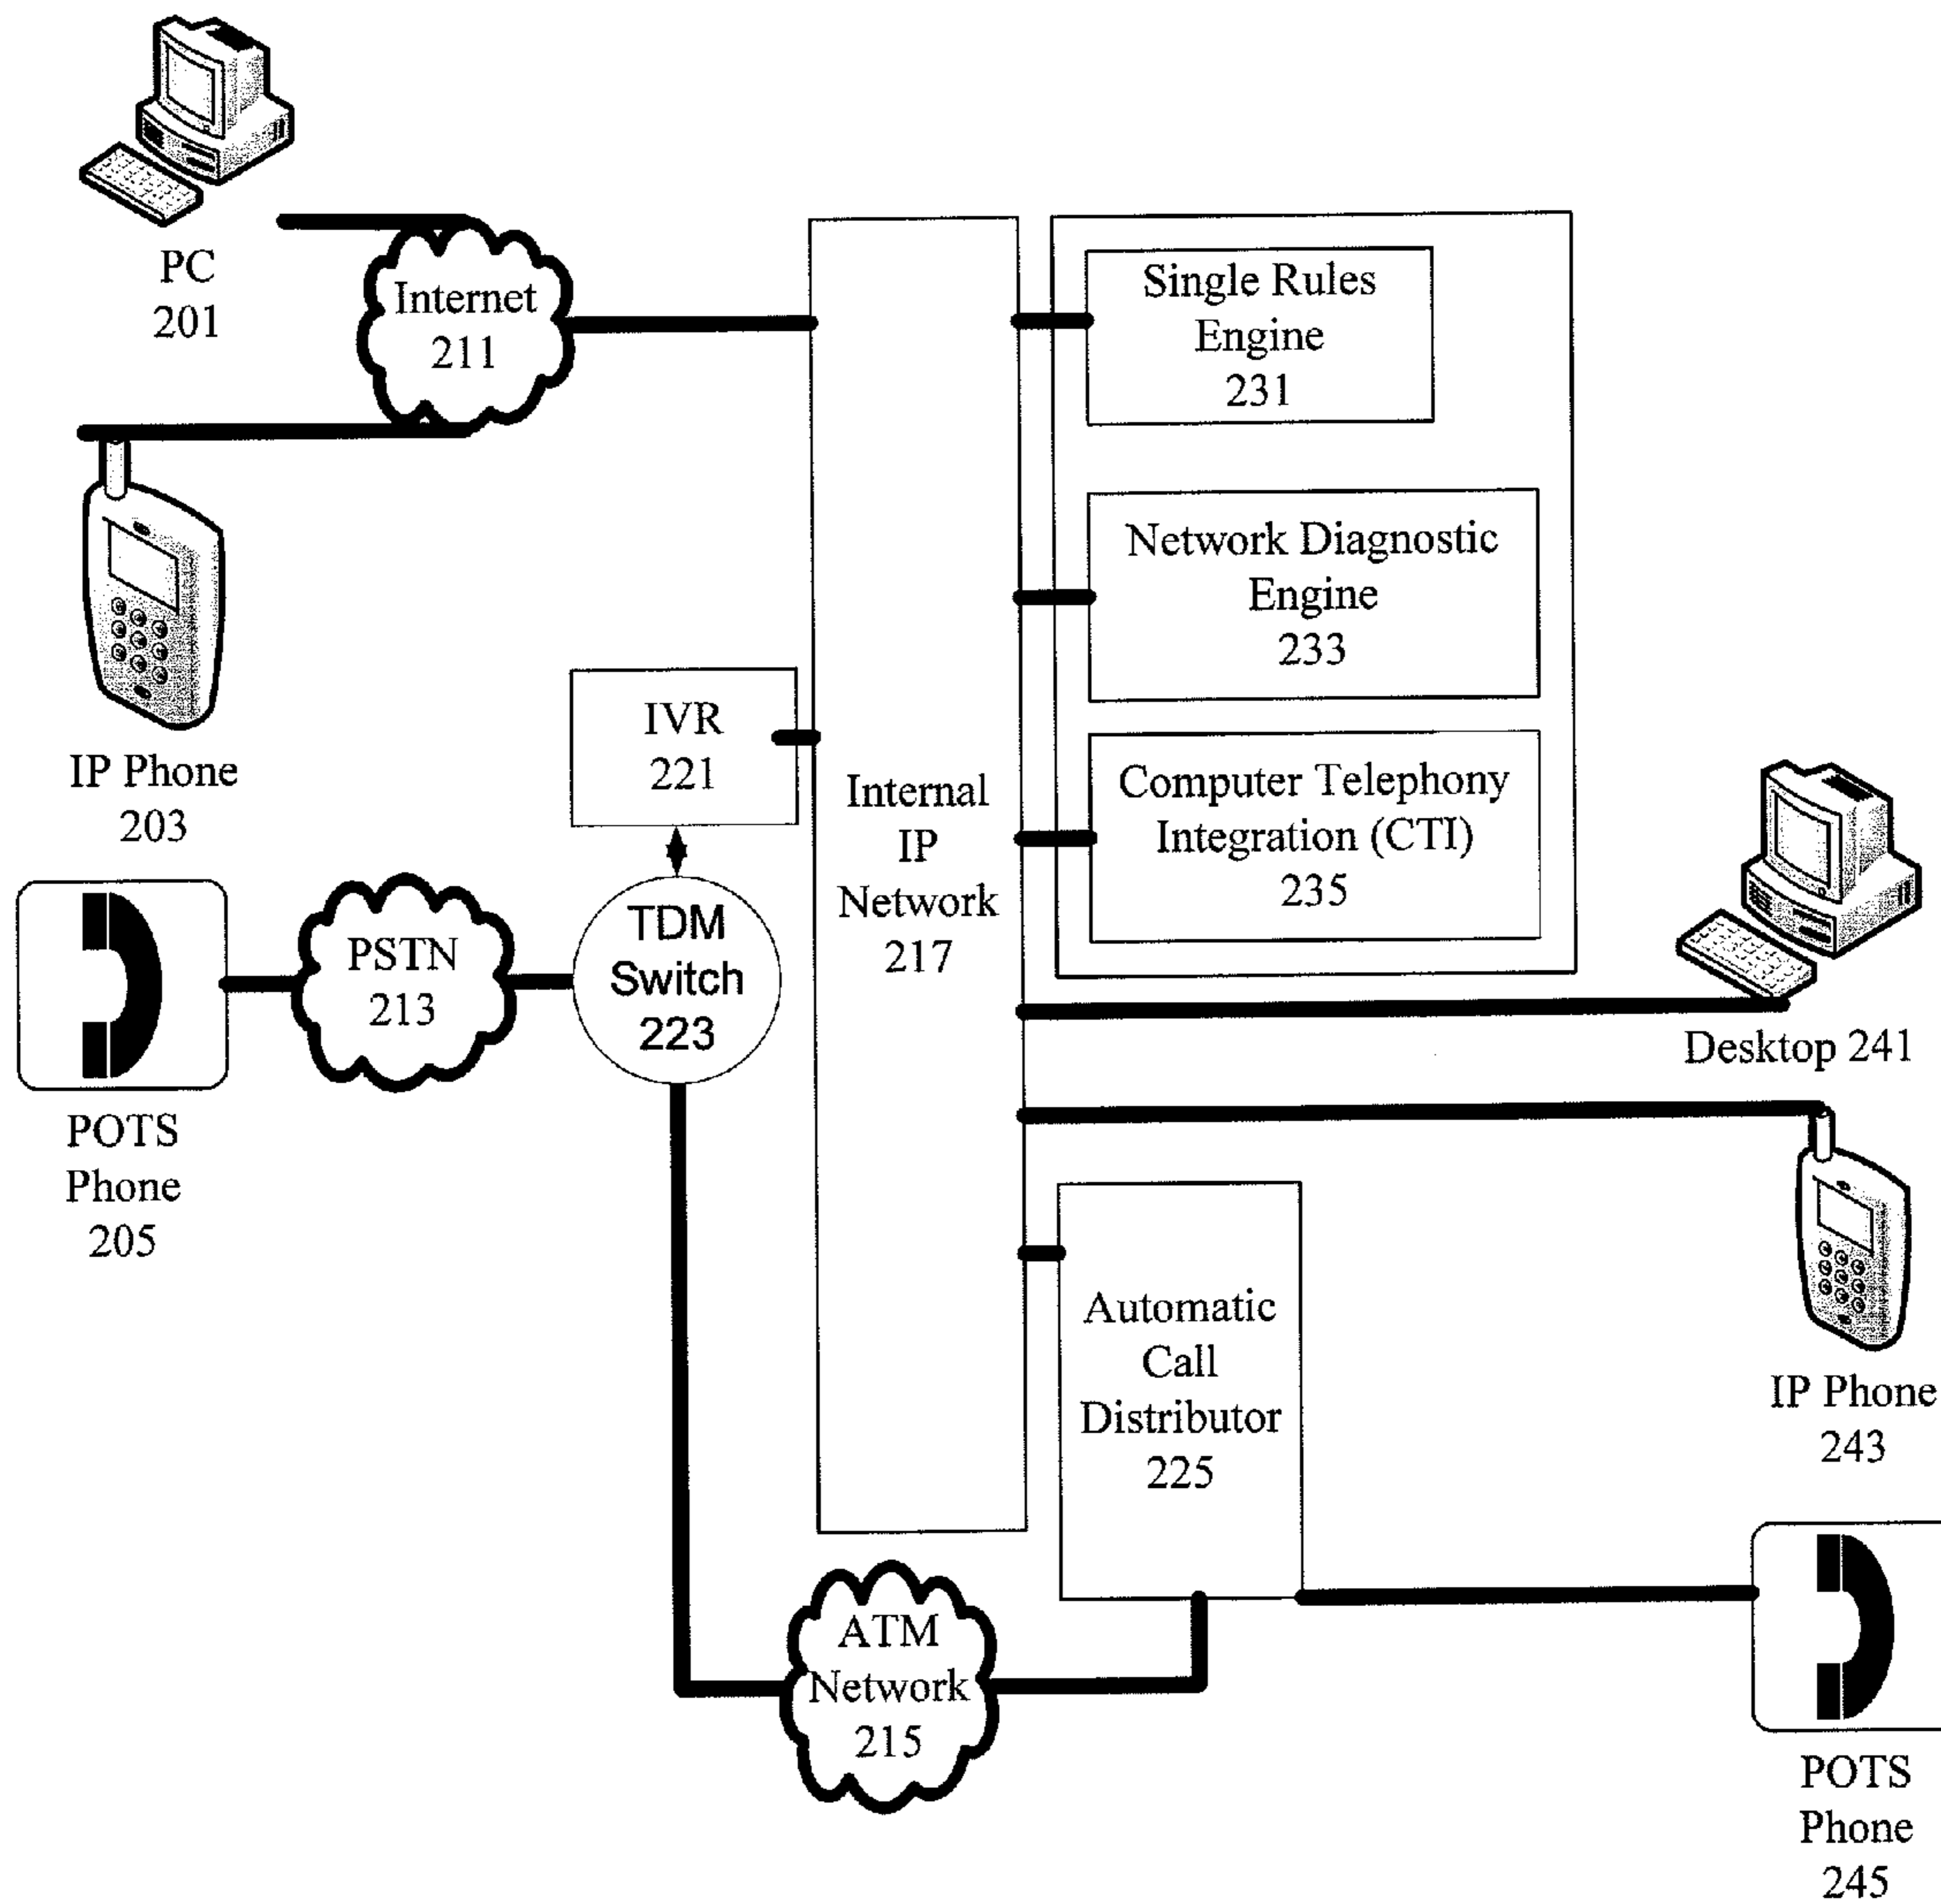 PC
201
Internet
211
Single Rules
Engine
231
Network Diagnostic
Engine
233
IP Phone
203
IVR
221
Internal
IP
Network
217
Computer Telephony
Integration (CTI)
235
TDM
Switch
223
PSTN
213
Desktop 241
POTS
Phone
205
Automatic
Call
Distributor
225
IP Phone
243
ATM
Network
215
POTS
Phone
245